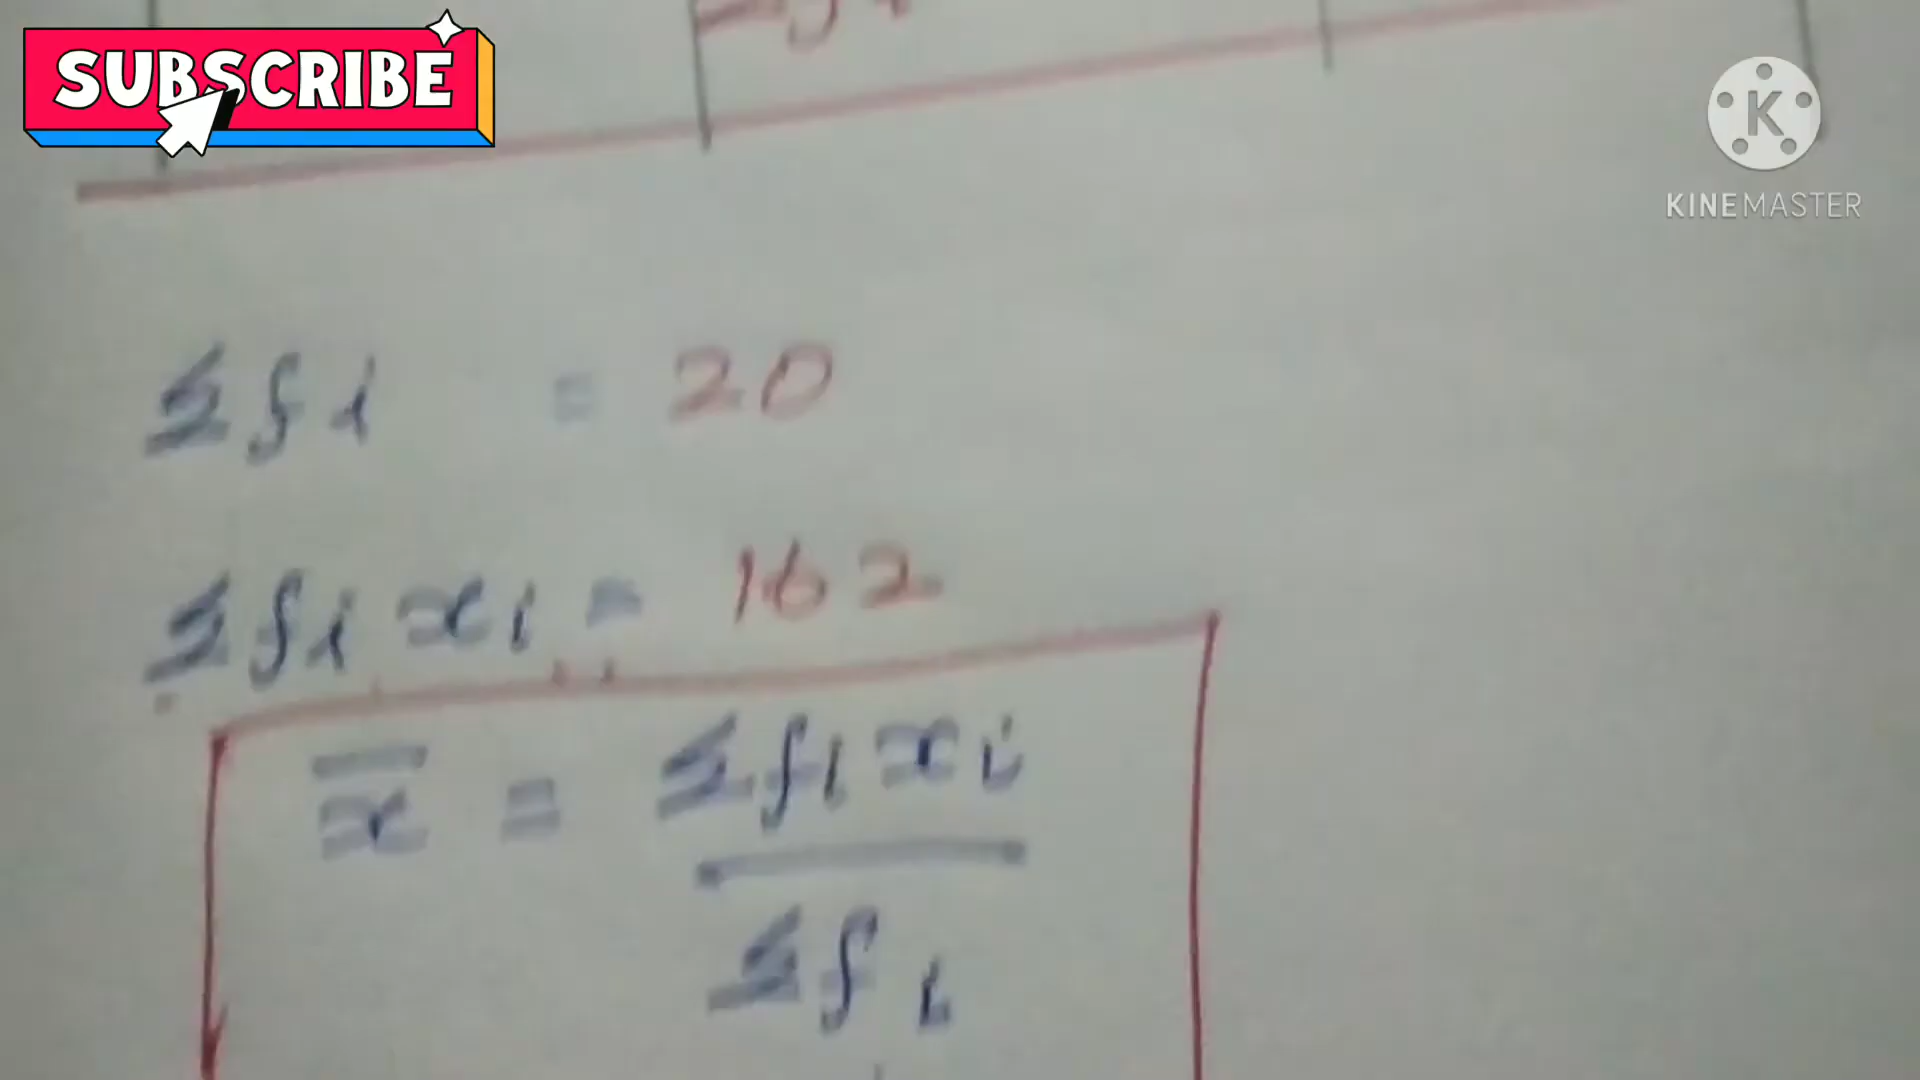 SUBSCRIBE
K
KINEMASTER
Σfi = 20
Σfixi = 162
x̄ = Σfixi
Σfi